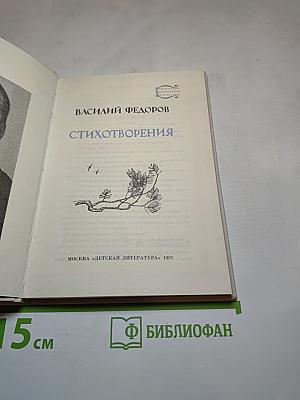 ВАСИЛИЙ ФЕДОРОВ
СТИХОТВОРЕНИЯ
МОСКВА «ДЕТСКАЯ ЛИТЕРАТУРА» 1987
15 см
Ф БИБЛИОФАН